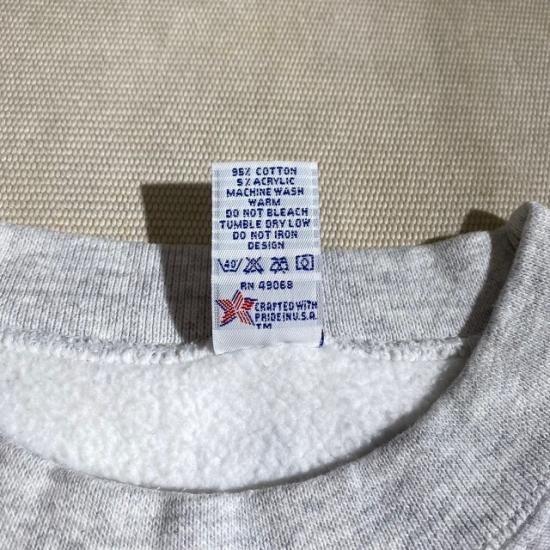 95% COTTON
5% ACRYLIC
MACHINE WASH
WARM
DO NOT BLEACH
TUMBLE DRY LOW
DO NOT IRON
DESIGN
40
RN 49068
CRAFTED WITH
PRIDE IN U.S.A.
TM